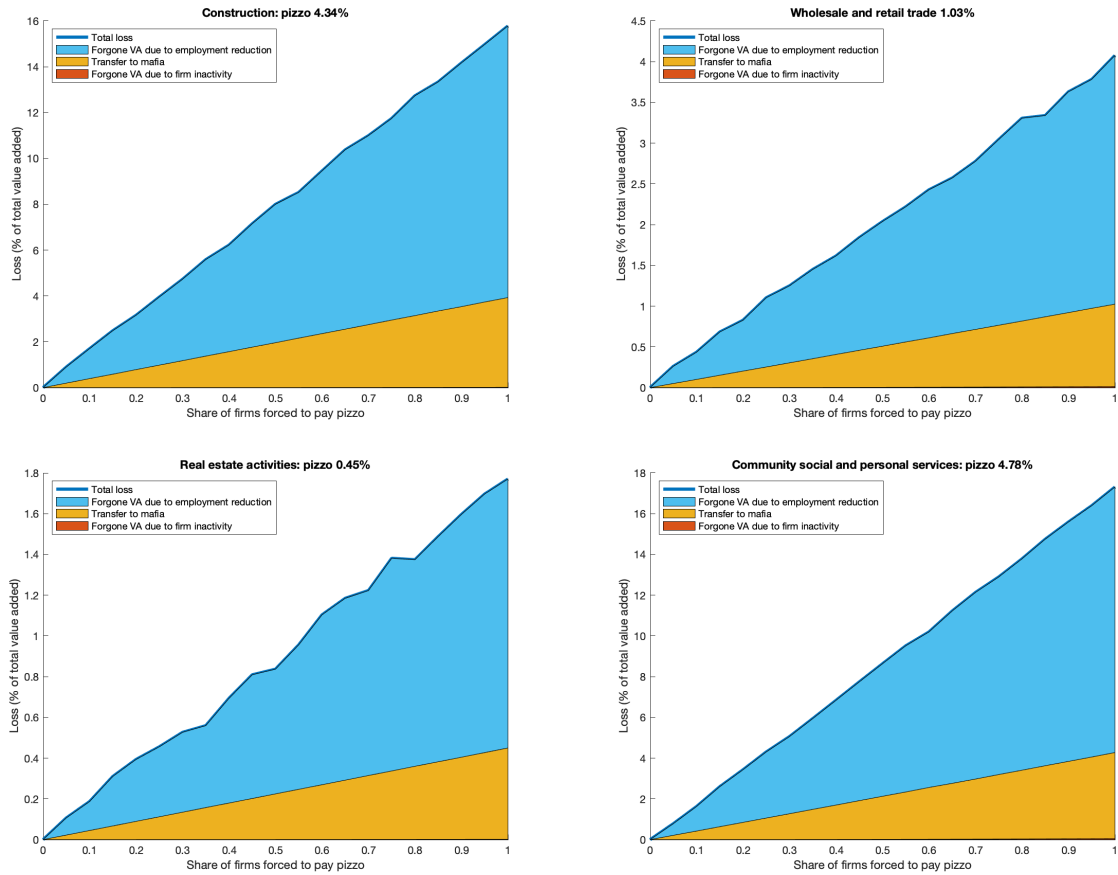 Construction: pizzo 4.34%
Total loss
Forgone VA due to employment reduction
Transfer to mafia
Forgone VA due to firm inactivity
Loss (% of total value added)
16
14
12
10
8
6
4
2
0
0 0.1 0.2 0.3 0.4 0.5 0.6 0.7 0.8 0.9 1
Share of firms forced to pay pizzo
Wholesale and retail trade 1.03%
Total loss
Forgone VA due to employment reduction
Transfer to mafia
Forgone VA due to firm inactivity
Loss (% of total value added)
4.5
4
3.5
3
2.5
2
1.5
1
0.5
0
0 0.1 0.2 0.3 0.4 0.5 0.6 0.7 0.8 0.9 1
Share of firms forced to pay pizzo
Real estate activities: pizzo 0.45%
Total loss
Forgone VA due to employment reduction
Transfer to mafia
Forgone VA due to firm inactivity
Loss (% of total value added)
1.8
1.6
1.4
1.2
1
0.8
0.6
0.4
0.2
0
0 0.1 0.2 0.3 0.4 0.5 0.6 0.7 0.8 0.9 1
Share of firms forced to pay pizzo
Community social and personal services: pizzo 4.78%
Total loss
Forgone VA due to employment reduction
Transfer to mafia
Forgone VA due to firm inactivity
Loss (% of total value added)
18
16
14
12
10
8
6
4
2
0
0 0.1 0.2 0.3 0.4 0.5 0.6 0.7 0.8 0.9 1
Share of firms forced to pay pizzo